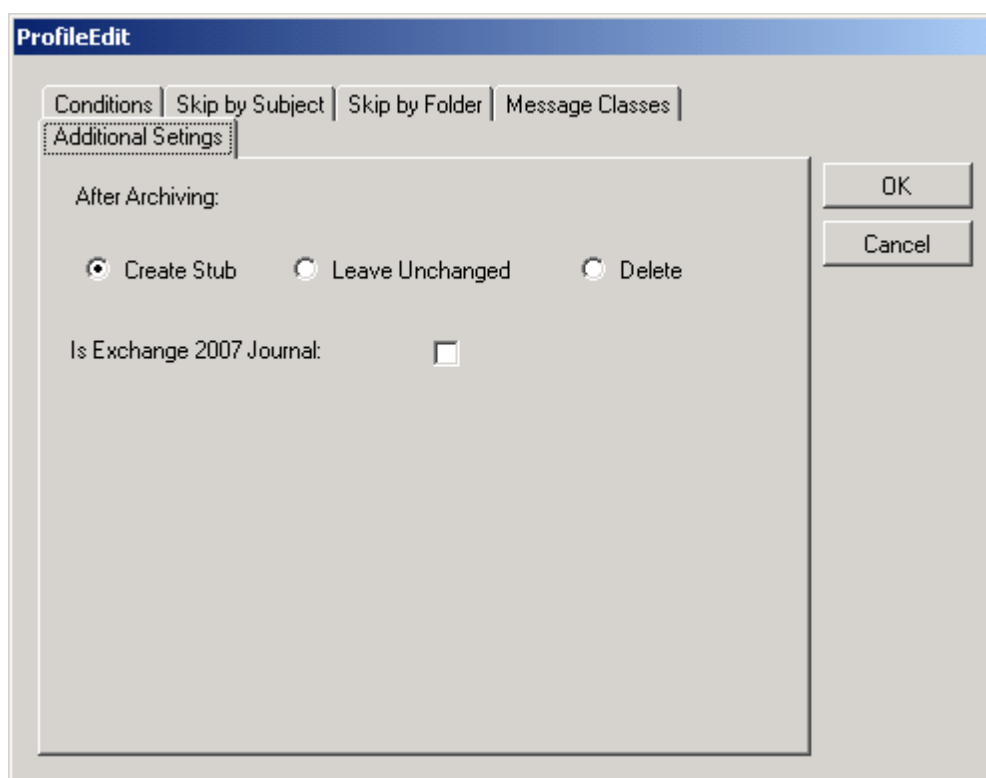 ProfileEdit
Conditions Skip by Subject Skip by Folder Message Classes
Additional Setings
After Archiving:
OK
Cancel
Create Stub Leave Unchanged Delete
Is Exchange 2007 Journal: